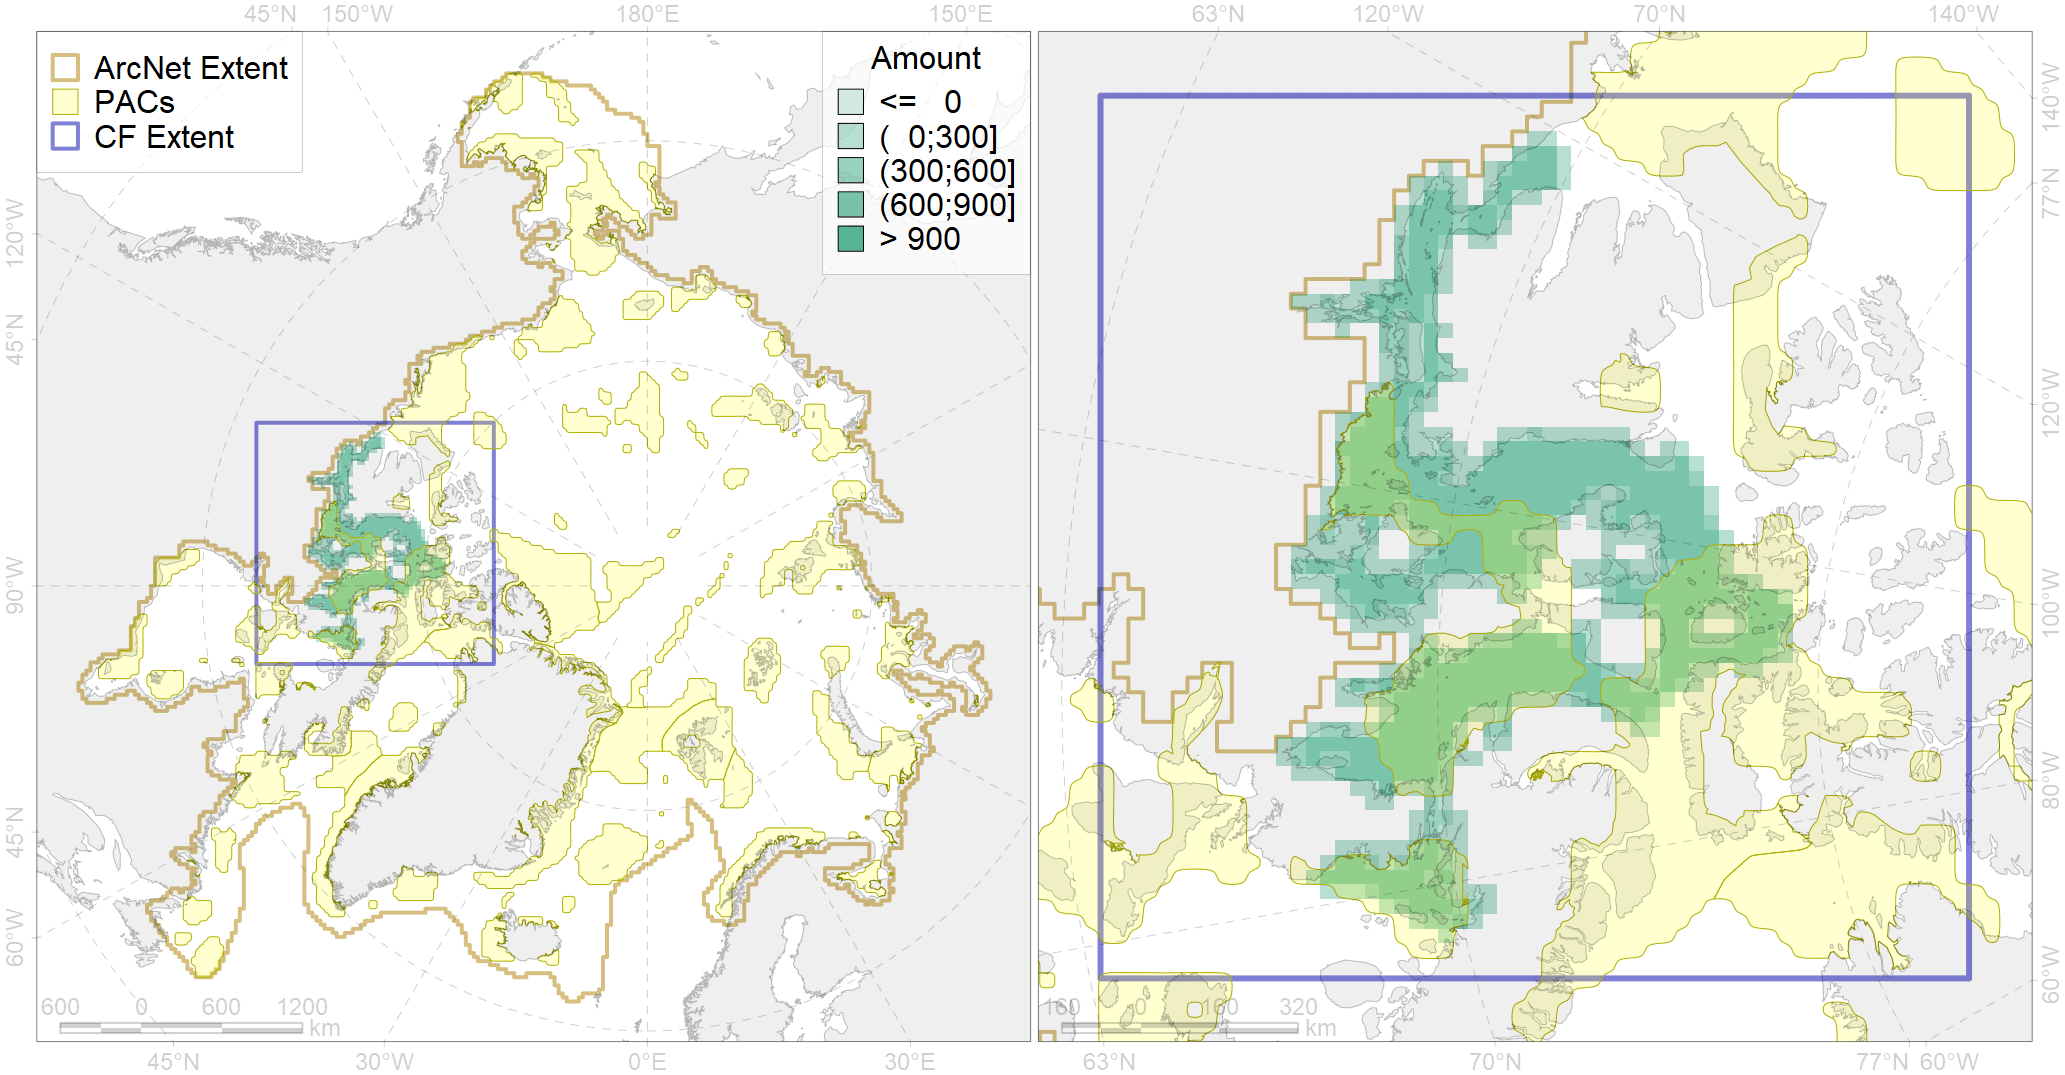 45°N 150°W 180°E 150°E 63°N 120°W 70°N 140°W
ArcNet Extent
PACs
CF Extent
Amount
<= 0
( 0;300]
(300;600]
(600;900]
> 900
120°W
45°N
90°W
45°N
60°W
140°W
77°N
120°W
100°W
80°W
60°W
600 0 600 1200
km
160 0 160 320
km
45°N 30°W 0°E 30°E 63°N 70°N 77°N 60°W